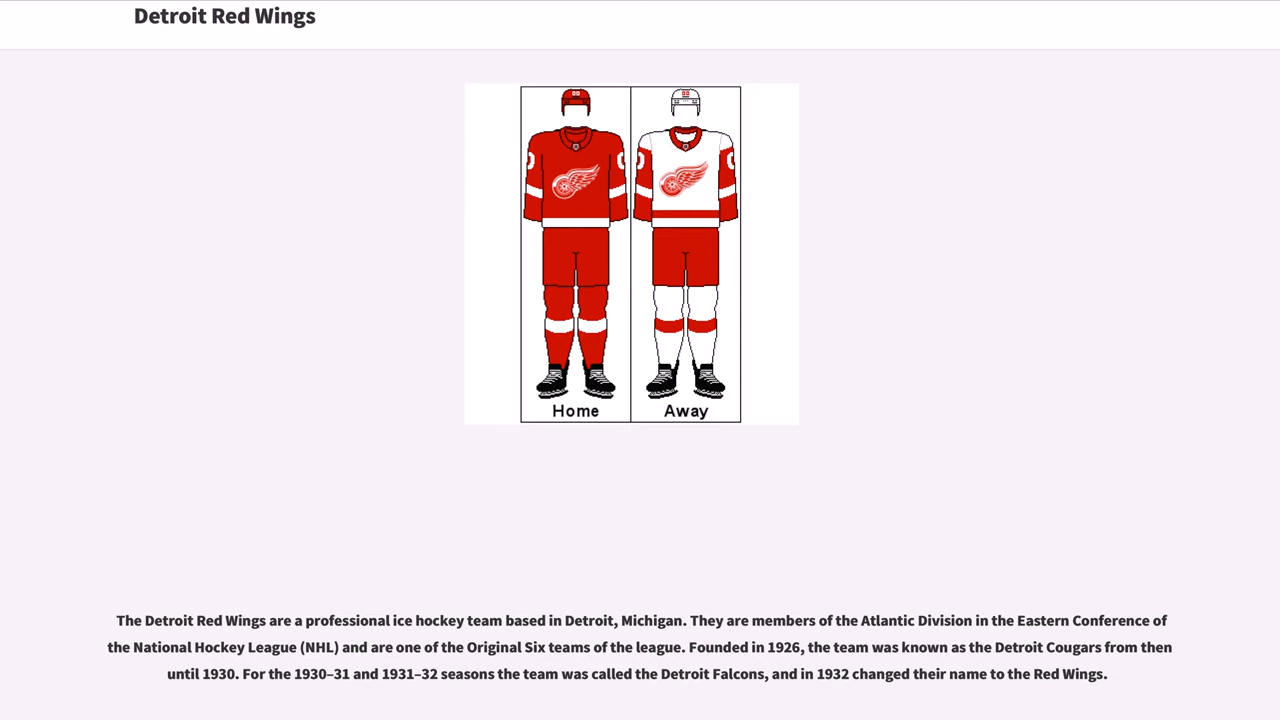 Detroit Red Wings
Home
Away
The Detroit Red Wings are a professional ice hockey team based in Detroit, Michigan. They are members of the Atlantic Division in the Eastern Conference of
the National Hockey League (NHL) and are one of the Original Six teams of the league. Founded in 1926, the team was known as the Detroit Cougars from then
until 1930. For the 1930–31 and 1931–32 seasons the team was called the Detroit Falcons, and in 1932 changed their name to the Red Wings.